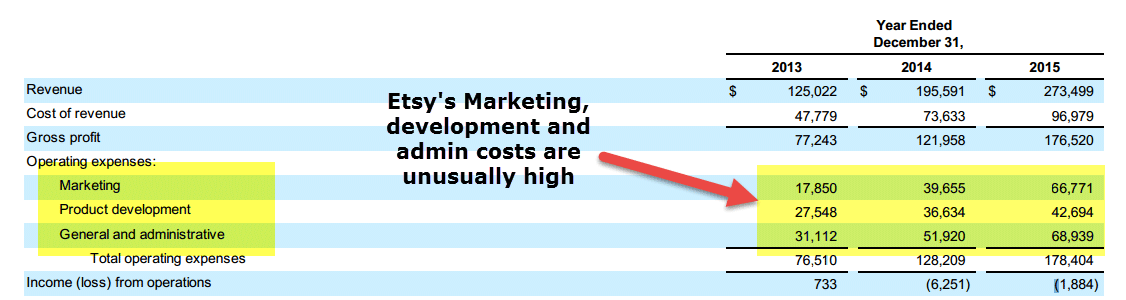 Year Ended
December 31,
2013 2014 2015
Revenue $ 125,022 $ 195,591 $ 273,499
Cost of revenue 47,779 73,633 96,979
Gross profit 77,243 121,958 176,520
Operating expenses:
Marketing 17,850 39,655 66,771
Product development 27,548 36,634 42,694
General and administrative 31,112 51,920 68,939
Total operating expenses 76,510 128,209 178,404
Income (loss) from operations 733 (6,251) (1,884)
Etsy's Marketing,
development and
admin costs are
unusually high